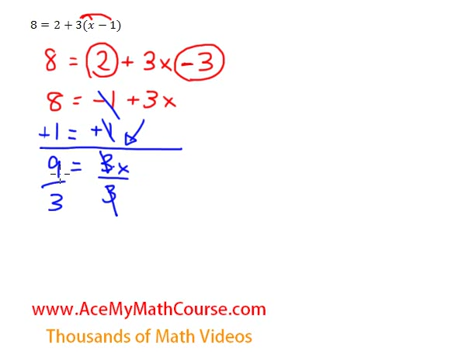 8 = 2 + 3(x − 1)
8 = 2 + 3x - 3
8 = -1 + 3x
+1 = +1
9 = 3x
3 3
www.AceMyMathCourse.com
Thousands of Math Videos